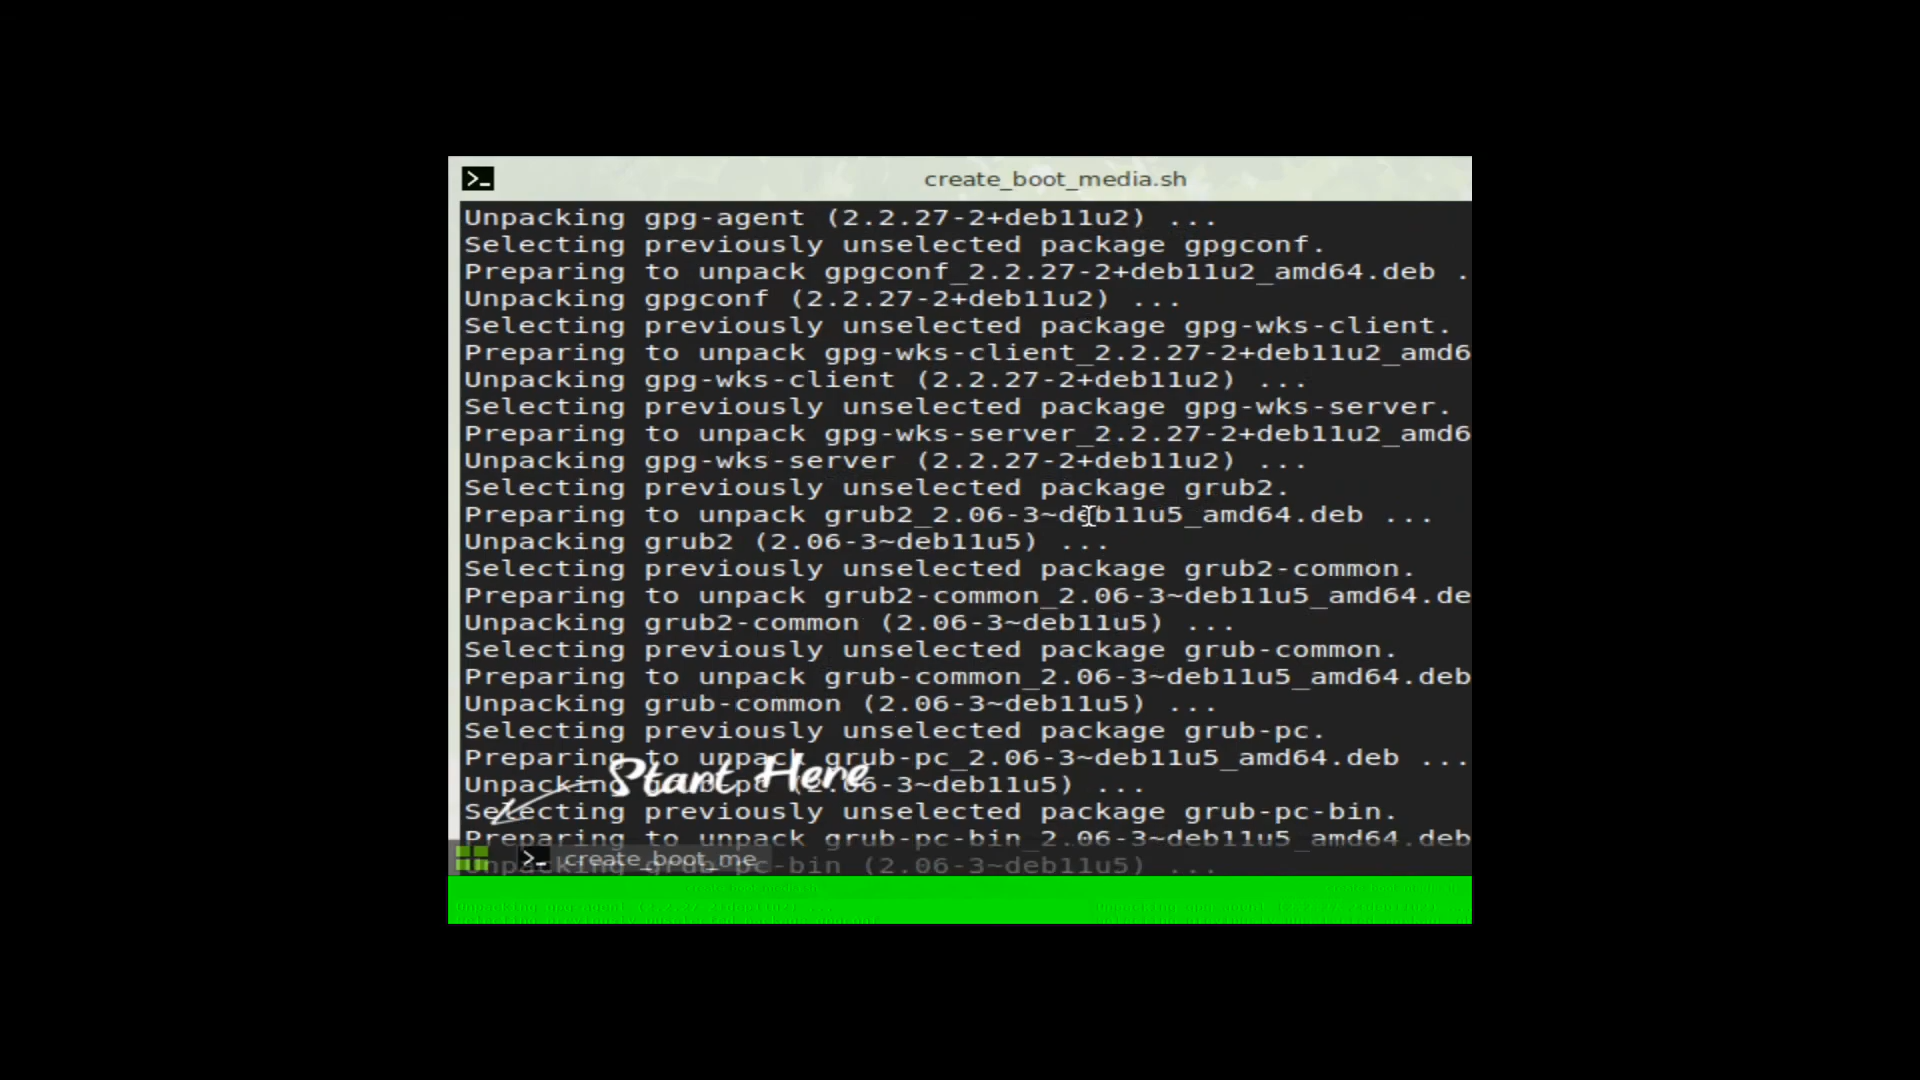 create_boot_media.sh
Unpacking gpg-agent (2.2.27-2+deb11u2) ...
Selecting previously unselected package gpgconf.
Preparing to unpack gpgconf_2.2.27-2+deb11u2_amd64.deb .
Unpacking gpgconf (2.2.27-2+deb11u2) ...
Selecting previously unselected package gpg-wks-client.
Preparing to unpack gpg-wks-client_2.2.27-2+deb11u2_amd6
Unpacking gpg-wks-client (2.2.27-2+deb11u2) ...
Selecting previously unselected package gpg-wks-server.
Preparing to unpack gpg-wks-server_2.2.27-2+deb11u2_amd6
Unpacking gpg-wks-server (2.2.27-2+deb11u2) ...
Selecting previously unselected package grub2.
Preparing to unpack grub2_2.06-3~deb11u5_amd64.deb ...
Unpacking grub2 (2.06-3~deb11u5) ...
Selecting previously unselected package grub2-common.
Preparing to unpack grub2-common_2.06-3~deb11u5_amd64.de
Unpacking grub2-common (2.06-3~deb11u5) ...
Selecting previously unselected package grub-common.
Preparing to unpack grub-common_2.06-3~deb11u5_amd64.deb
Unpacking grub-common (2.06-3~deb11u5) ...
Selecting previously unselected package grub-pc.
Preparing to unpack grub-pc_2.06-3~deb11u5_amd64.deb ...
Start Here
Unpacking grub-pc (2.06-3~deb11u5) ...
Selecting previously unselected package grub-pc-bin.
Preparing to unpack grub-pc-bin_2.06-3~deb11u5_amd64.deb
create_boot_me
Unpacking grub-pc-bin (2.06-3~deb11u5) ...